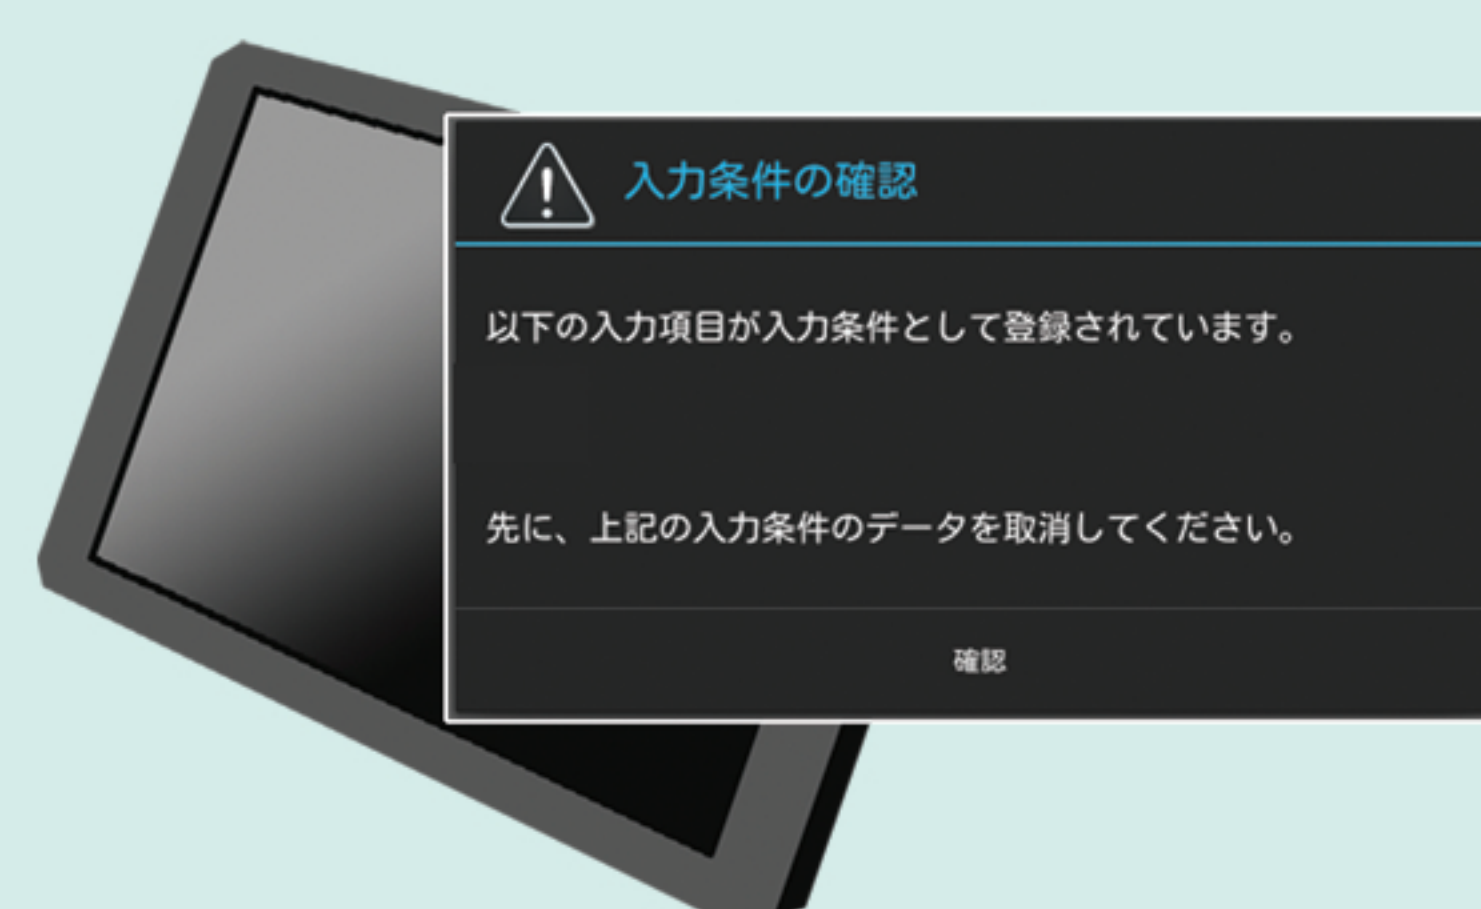 入力条件の確認
以下の入力項目が入力条件として登録されています。
先に、上記の入力条件のデータを取消してください。
確認